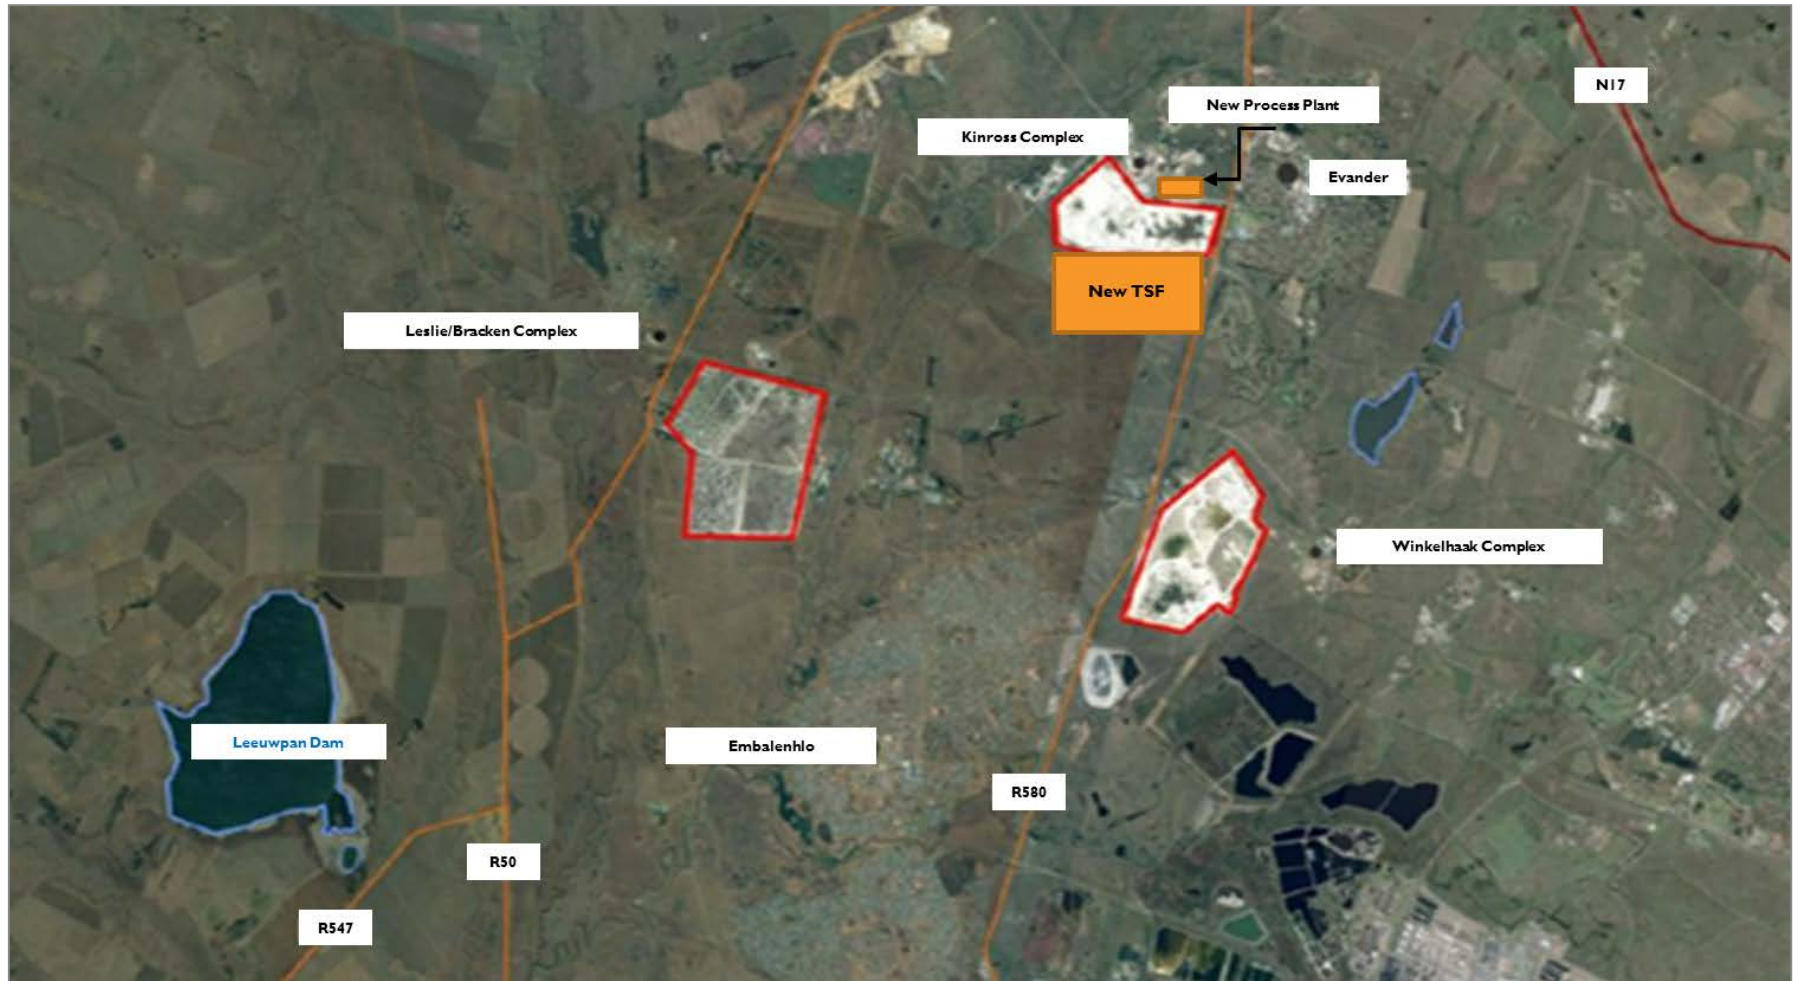 N17
New Process Plant
Kinross Complex
Evander
New TSF
Leslie/Bracken Complex
Winkelhaak Complex
Leeuwpan Dam
Embalenhlo
R580
R50
R547